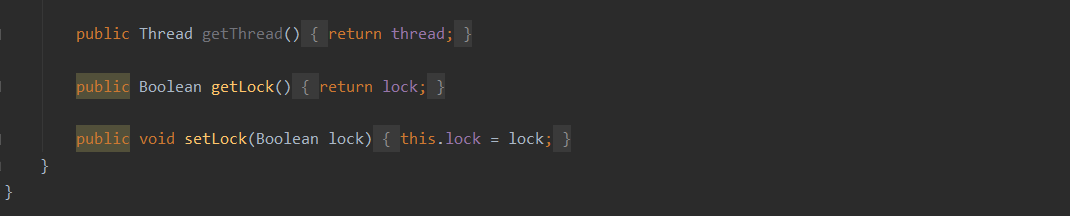 public Thread getThread() { return thread; }
public Boolean getLock() { return lock; }
public void setLock(Boolean lock) { this.lock = lock; }
}
}